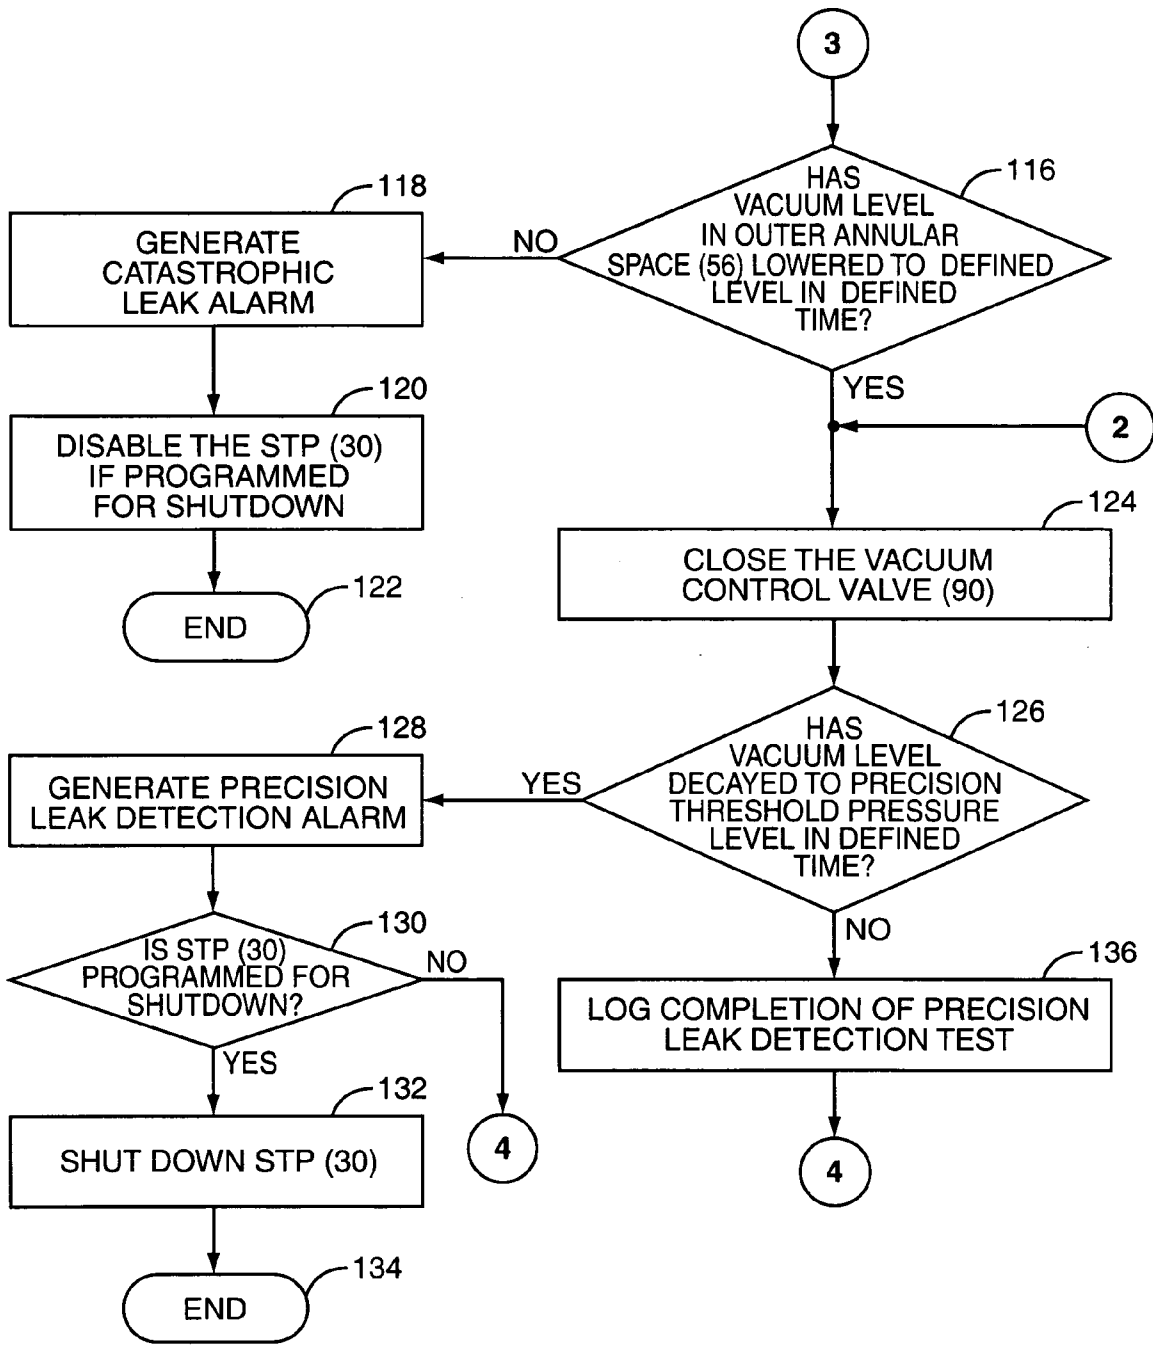 3
116
HAS
VACUUM LEVEL
IN OUTER ANNULAR
SPACE (56) LOWERED TO DEFINED
LEVEL IN DEFINED
TIME?
NO
118
GENERATE
CATASTROPHIC
LEAK ALARM
120
DISABLE THE STP (30)
IF PROGRAMMED
FOR SHUTDOWN
122
END
YES
2
124
CLOSE THE VACUUM
CONTROL VALVE (90)
126
HAS
VACUUM LEVEL
DECAYED TO PRECISION
THRESHOLD PRESSURE
LEVEL IN DEFINED
TIME?
YES
128
GENERATE PRECISION
LEAK DETECTION ALARM
130
IS STP (30)
PROGRAMMED FOR
SHUTDOWN?
NO
4
YES
132
SHUT DOWN STP (30)
134
END
NO
136
LOG COMPLETION OF PRECISION
LEAK DETECTION TEST
4